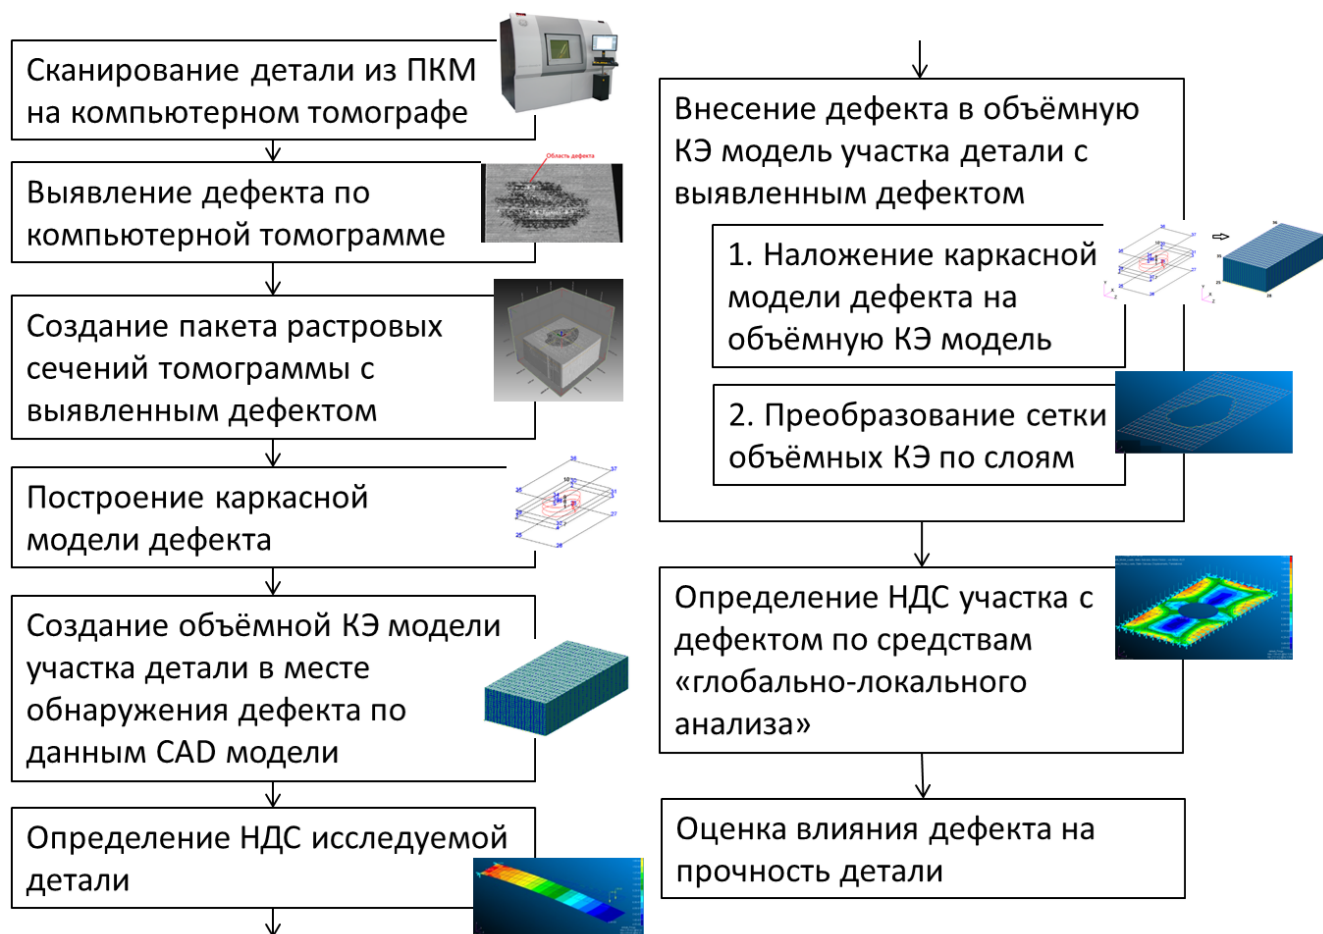 Сканирование детали из ПКМ
на компьютерном томографе
Выявление дефекта по
компьютерной томограмме
Область дефекта
Создание пакета растровых
сечений томограммы с
выявленным дефектом
Построение каркасной
модели дефекта
Создание объёмной КЭ модели
участка детали в месте
обнаружения дефекта по
данным CAD модели
Определение НДС исследуемой
детали
Внесение дефекта в объёмную
КЭ модель участка детали с
выявленным дефектом
1. Наложение каркасной
модели дефекта на
объёмную КЭ модель
2. Преобразование сетки
объёмных КЭ по слоям
Определение НДС участка с
дефектом по средствам
«глобально-локального
анализа»
Оценка влияния дефекта на
прочность детали